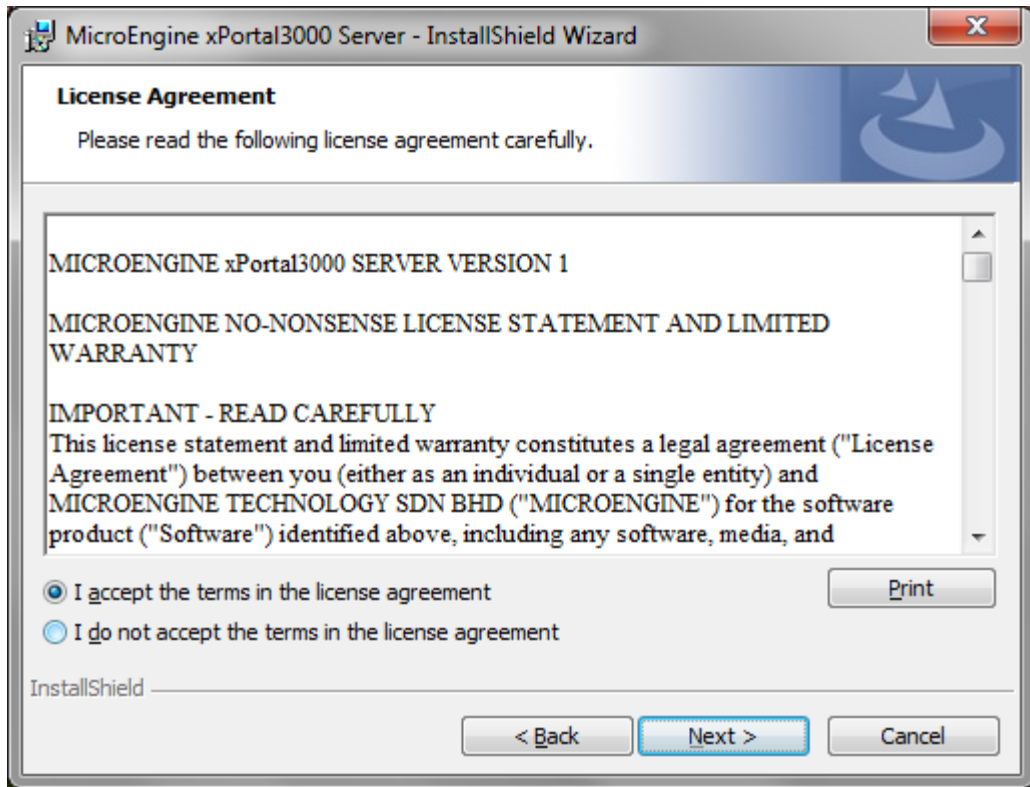 MicroEngine xPortal3000 Server - InstallShield Wizard
License Agreement
Please read the following license agreement carefully.
MICROENGINE xPortal3000 SERVER VERSION 1
MICROENGINE NO-NONSENSE LICENSE STATEMENT AND LIMITED
WARRANTY
IMPORTANT - READ CAREFULLY
This license statement and limited warranty constitutes a legal agreement ("License
Agreement") between you (either as an individual or a single entity) and
MICROENGINE TECHNOLOGY SDN BHD ("MICROENGINE") for the software
product ("Software") identified above, including any software, media, and
I accept the terms in the license agreement
Print
I do not accept the terms in the license agreement
InstallShield
< Back
Next >
Cancel